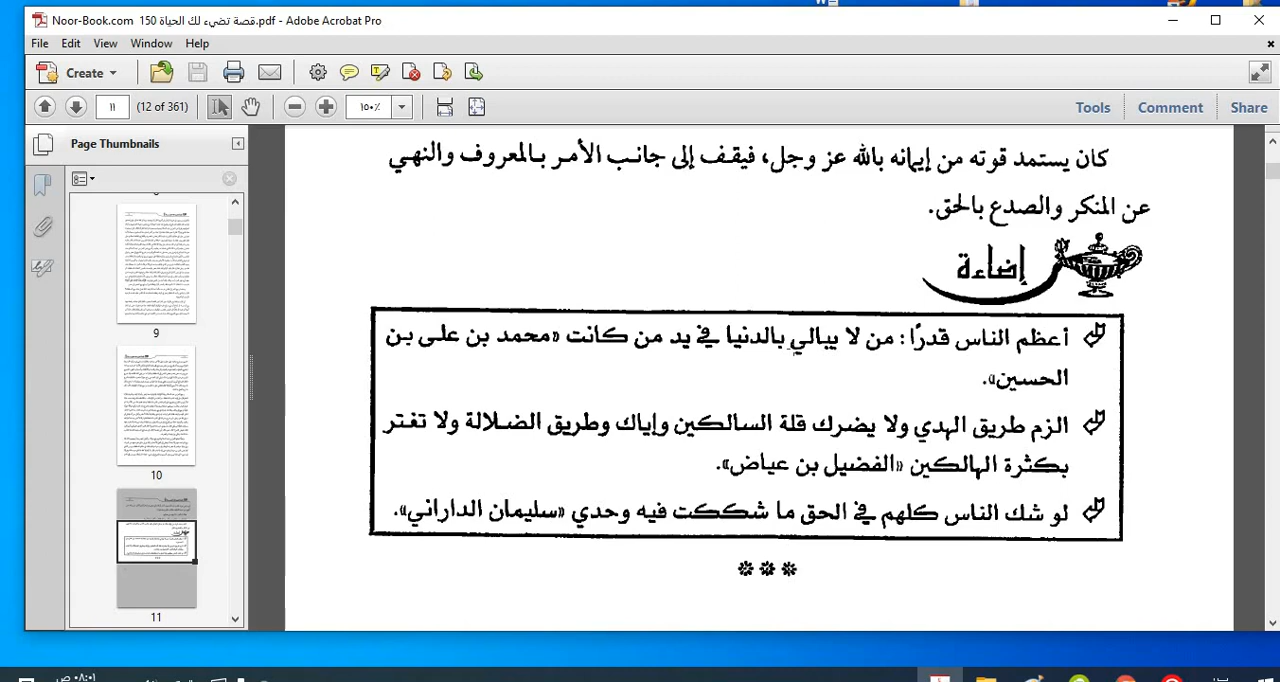 Noor-Book.com قصة تضيء لك الحياة 150.pdf - Adobe Acrobat Pro
File Edit View Window Help
Create
١١ (12 of 361) ١٥٠٪ Tools Comment Share
Page Thumbnails
9
10
11
كان يستمد قوته من إيمانه بالله عز وجل، فيقف إلى جانب الأمر بالمعروف والنهي
عن المنكر والصدع بالحق.
إضاءة
أعظم الناس قدرًا: من لا يبالي بالدنيا في يد من كانت «محمد بن على بن
الحسين».
الزم طريق الهدي ولا يضرك قلة السالكين وإياك وطريق الضلالة ولا تغتر
بكثرة الهالكين «الفضيل بن عياض».
لو شك الناس كلهم في الحق ما شككت فيه وحدي «سليمان الداراني».
***